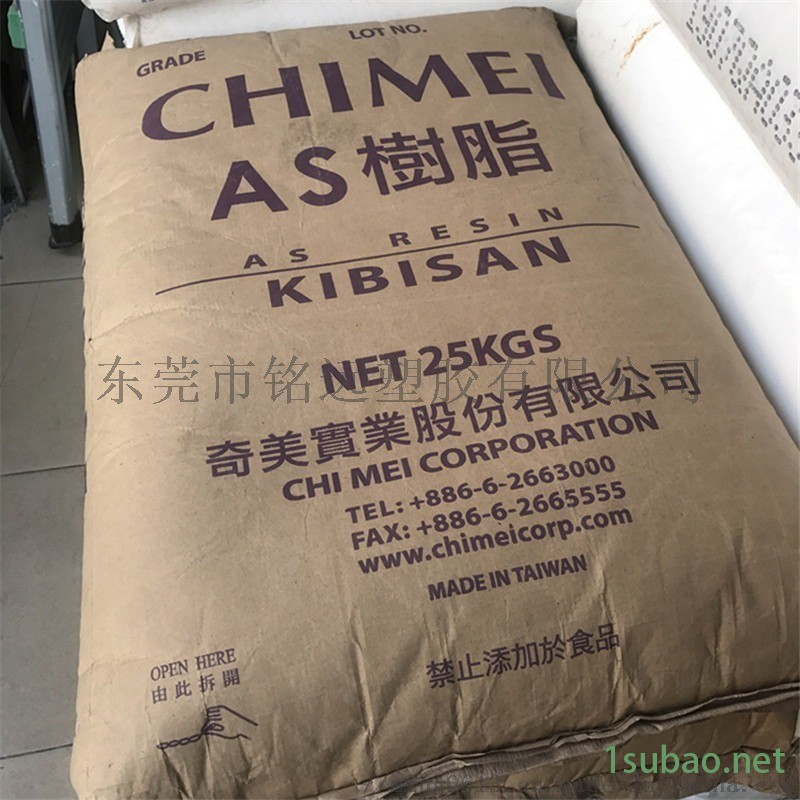 GRADE
LOT NO.
CHIMEI
AS樹脂
AS RESIN
KIBISAN
NET 25KGS
东莞市铭远塑胶有限公司
奇美實業股份有限公司
CHI MEI CORPORATION
TEL: +886-6-2663000
FAX: +886-6-2665555
www.chimeicorp.com
MADE IN TAIWAN
OPEN HERE
由此拆開
禁止添加於食品
1subao.net